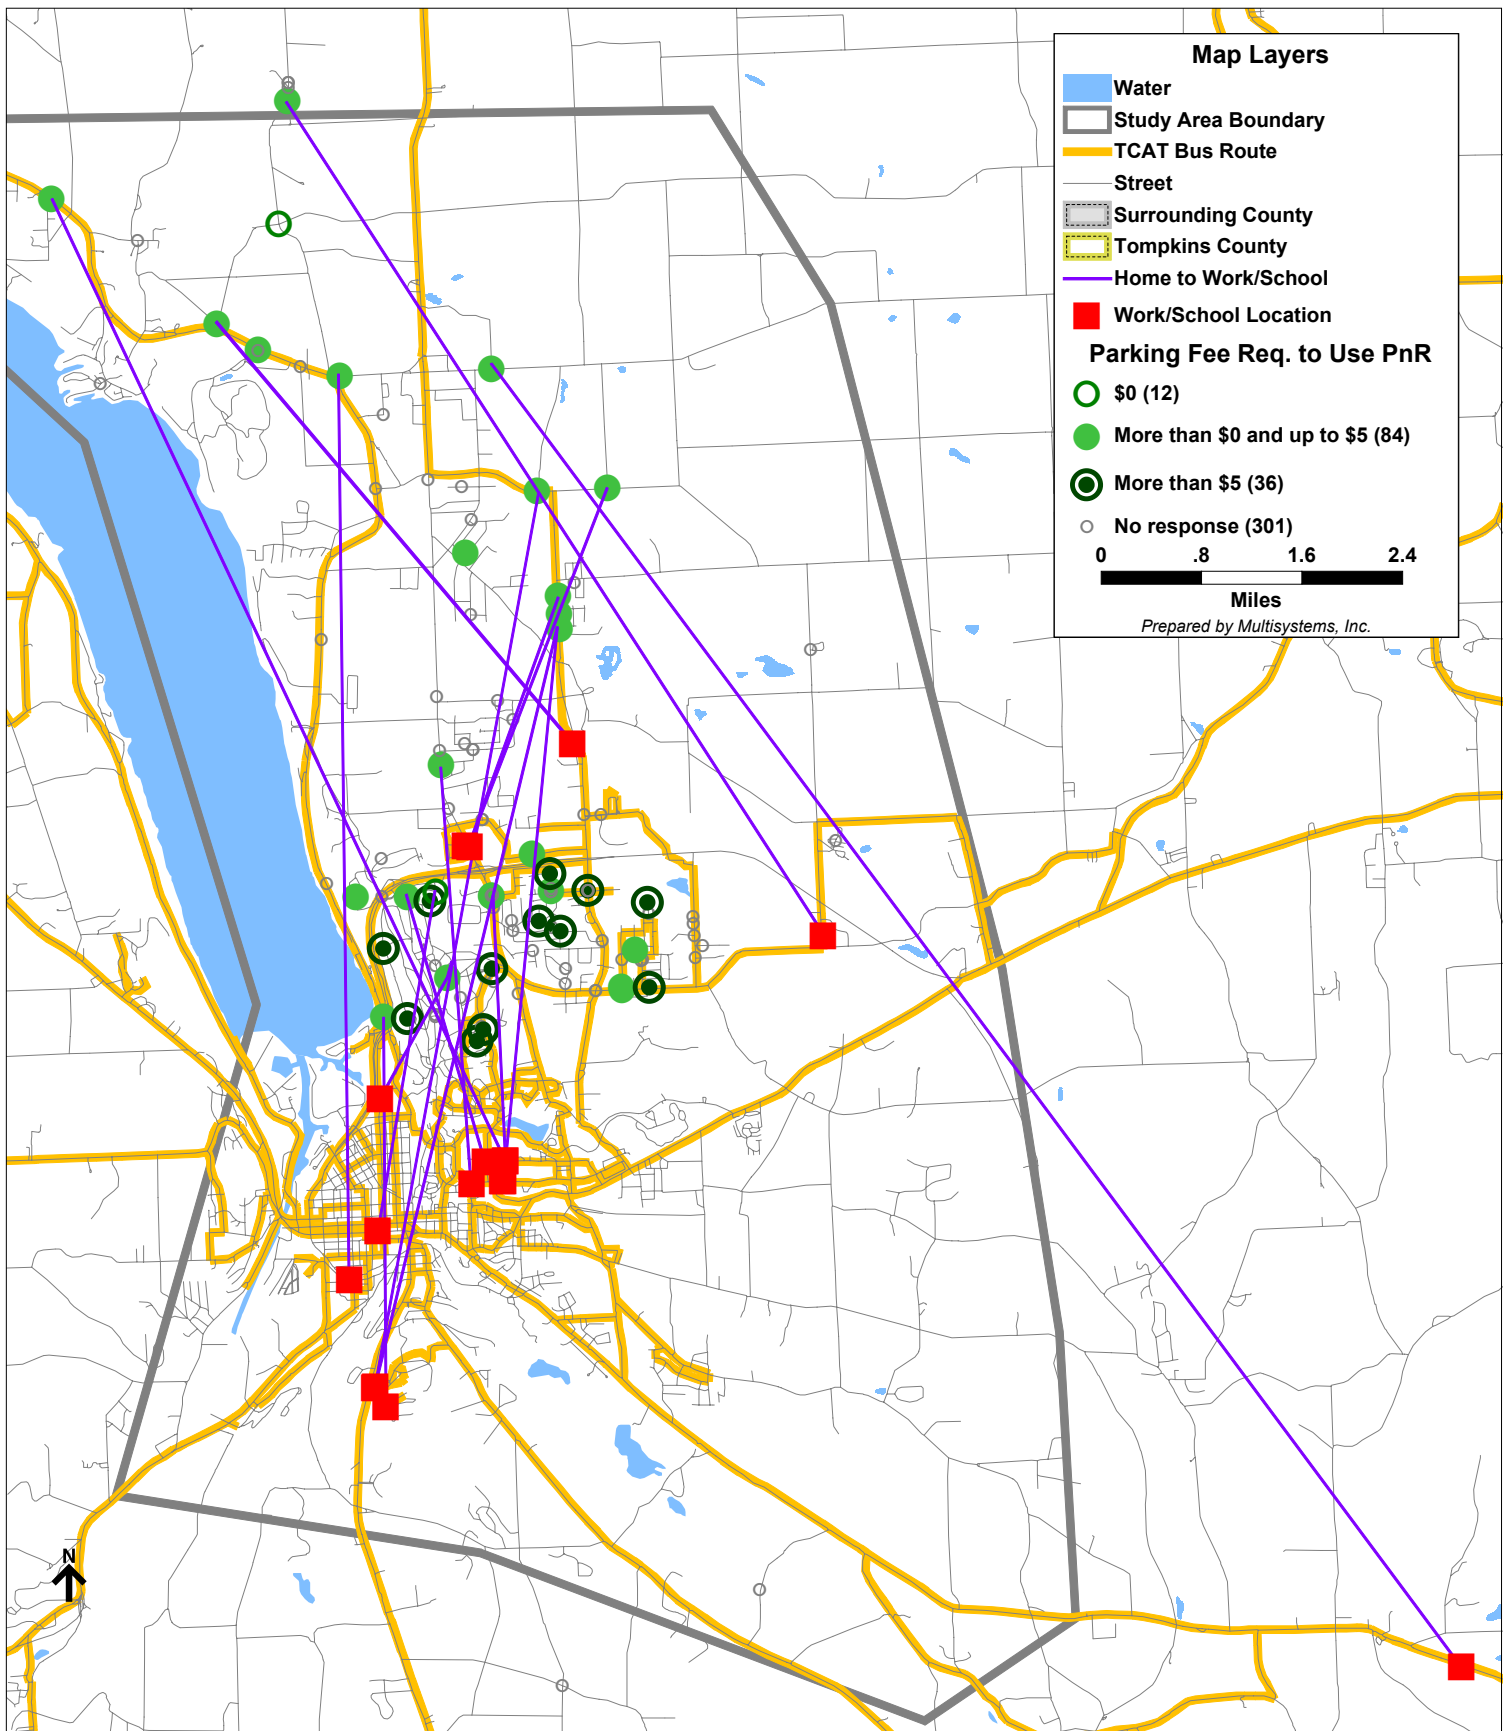 Map Layers
Water
Study Area Boundary
TCAT Bus Route
Street
Surrounding County
Tompkins County
Home to Work/School
Work/School Location
Parking Fee Req. to Use PnR
$0 (12)
More than $0 and up to $5 (84)
More than $5 (36)
No response (301)
0 .8 1.6 2.4
Miles
Prepared by Multisystems, Inc.
N